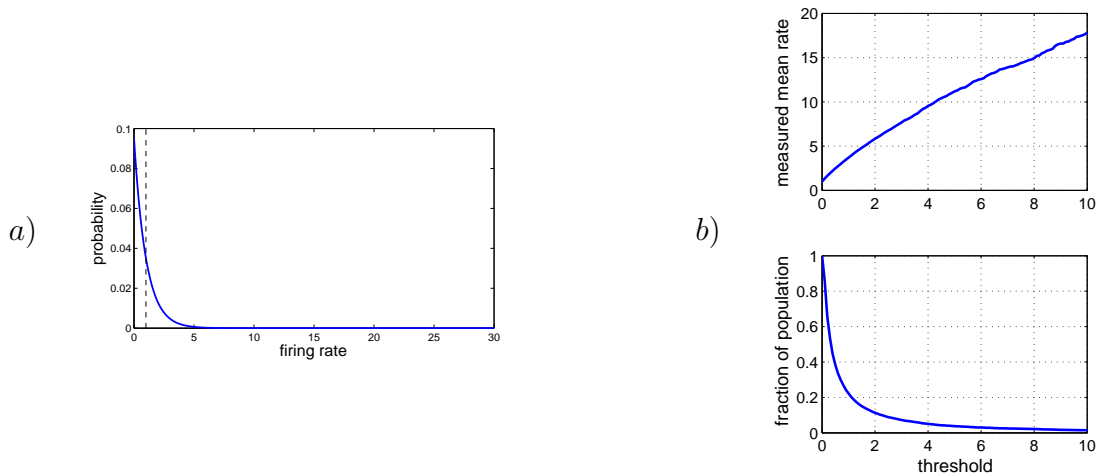 a)
0.1
0.08
0.06
0.04
0.02
0
probability
0 5 10 15 20 25 30
firing rate
b)
20
15
10
5
0
measured mean rate
0 2 4 6 8 10
1
0.8
0.6
0.4
0.2
0
fraction of population
0 2 4 6 8 10
threshold